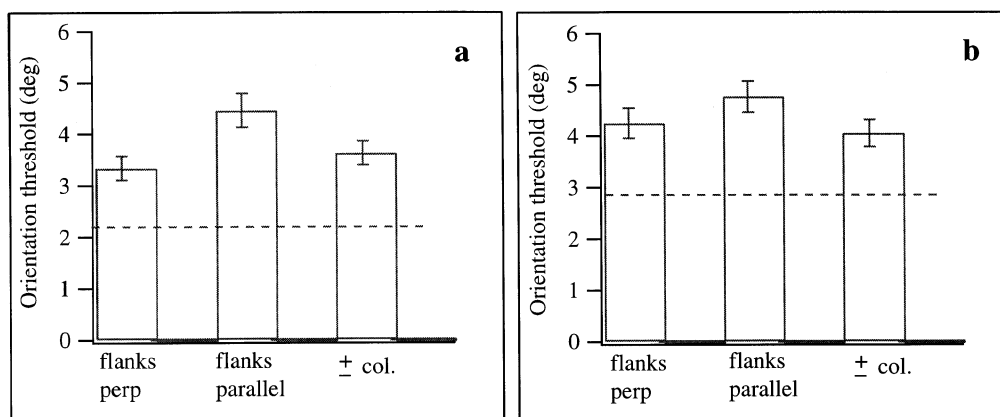 a
6
5
4
3
2
1
0
Orientation threshold (deg)
flanks perp
flanks parallel
± col.
b
6
5
4
3
2
1
0
Orientation threshold (deg)
flanks perp
flanks parallel
± col.